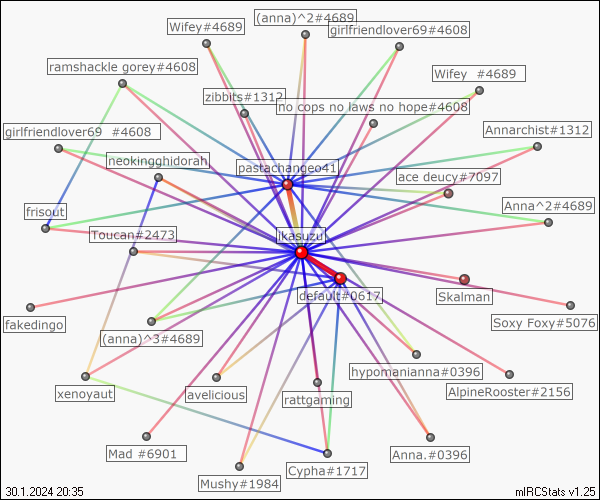 (anna)^2#4689
Wifey#4689
girlfriendlover69#4608
ramshackle gorey#4608
Wifey  #4689
zibbits#1312
no cops no laws no hope#4608
girlfriendlover69  #4608
Annarchist#1312
neokingghidorah
pastachangeo41
ace deucy#7097
frisout
Anna^2#4689
Toucan#2473
ikasuzu
default#0617
Skalman
fakedingo
Soxy Foxy#5076
(anna)^3#4689
hypomanianna#0396
xenoyaut
avelicious
rattgaming
AlpineRooster#2156
Mad #6901
Anna.#0396
Cypha#1717
Mushy#1984
30.1.2024 20:35
mIRCStats v1.25